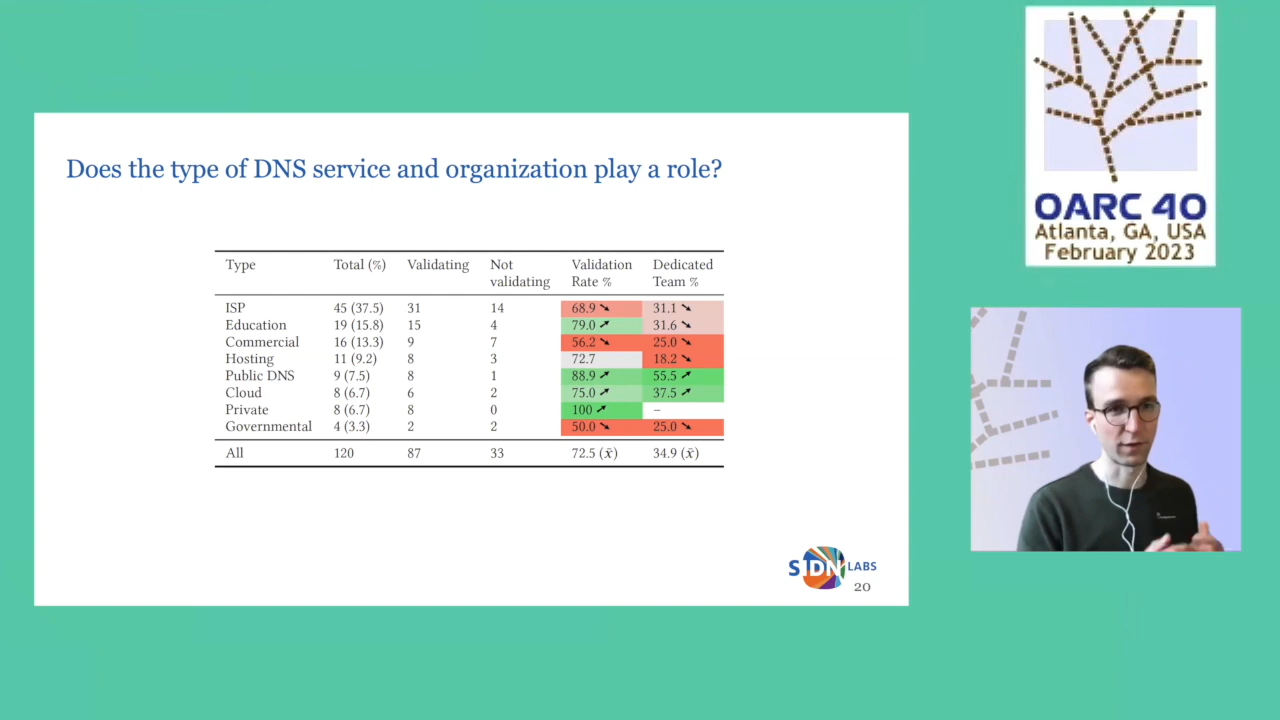 Does the type of DNS service and organization play a role?
Type Total (%) Validating Not validating Validation Rate % Dedicated Team %
ISP 45 (37.5) 31 14 68.9 ➘ 31.1 ➘
Education 19 (15.8) 15 4 79.0 ➚ 31.6 ➘
Commercial 16 (13.3) 9 7 56.2 ➘ 25.0 ➘
Hosting 11 (9.2) 8 3 72.7 18.2 ➘
Public DNS 9 (7.5) 8 1 88.9 ➚ 55.5 ➚
Cloud 8 (6.7) 6 2 75.0 ➚ 37.5 ➚
Private 8 (6.7) 8 0 100 ➚ –
Governmental 4 (3.3) 2 2 50.0 ➘ 25.0 ➘
All 120 87 33 72.5 (x̄) 34.9 (x̄)
SIDN LABS
20
OARC 40
Atlanta, GA, USA
February 2023